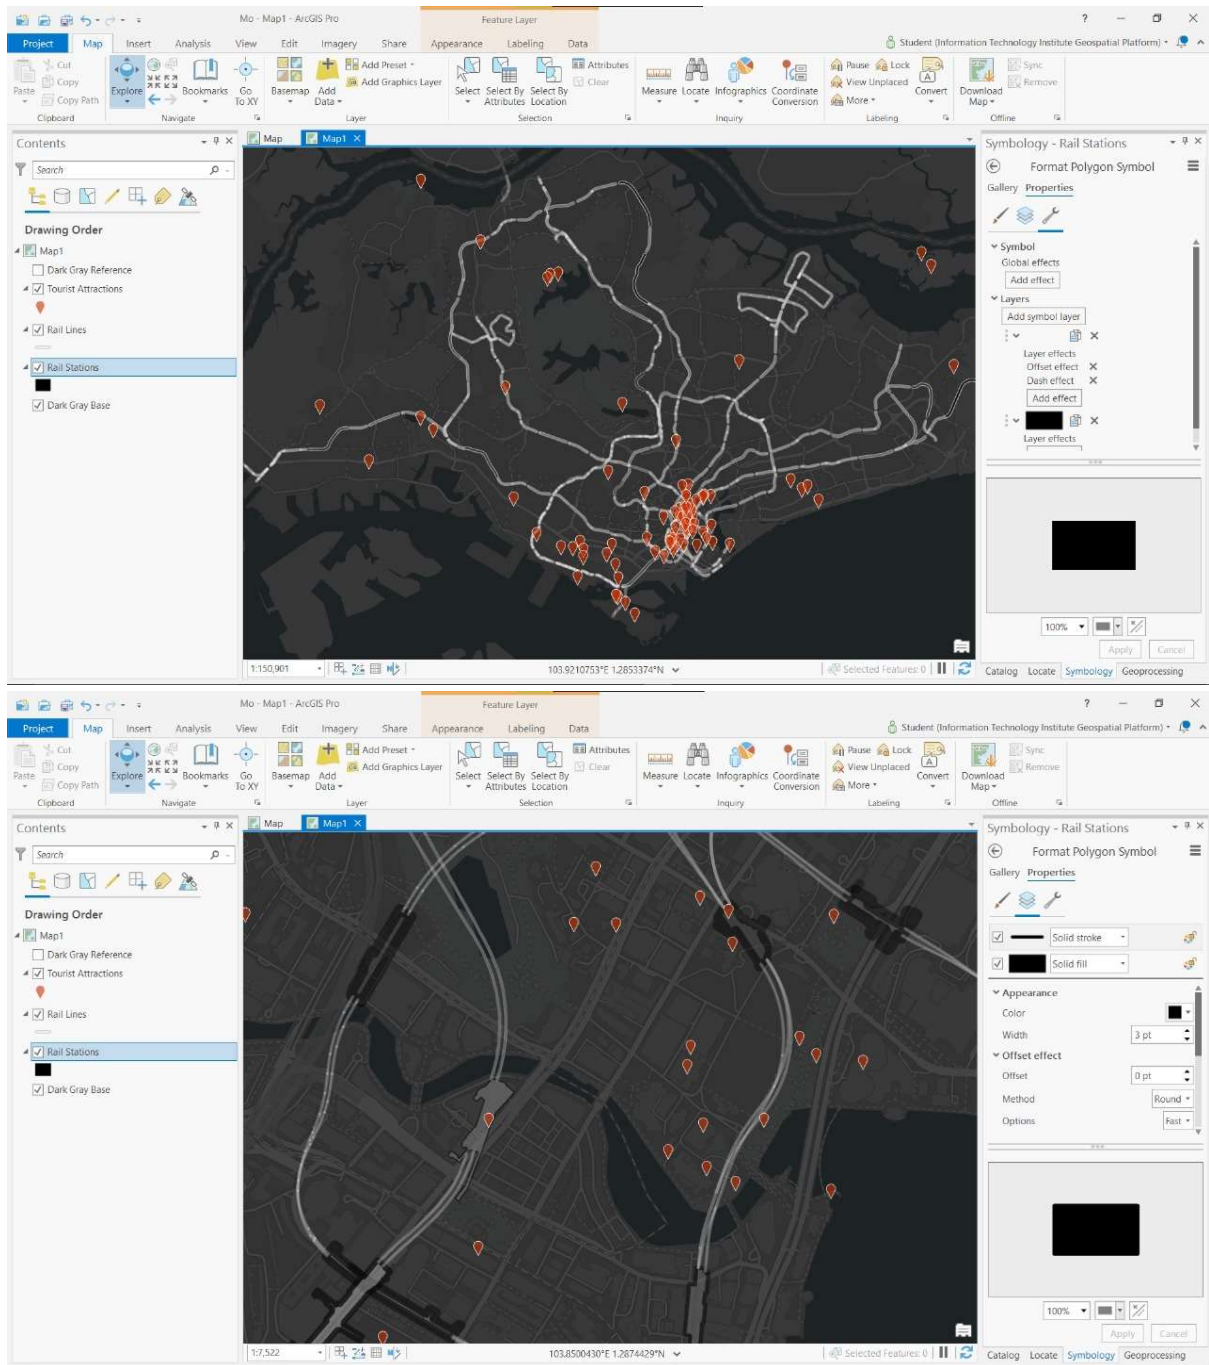 Mo - Map1 - ArcGIS Pro
Feature Layer
?
Project Map Insert Analysis View Edit Imagery Share Appearance Labeling Data
Student (Information Technology Institute Geospatial Platform)
Paste
Cut
Copy
Copy Path
Explore
Bookmarks
Go To XY
Basemap
Add Data
Add Preset
Add Graphics Layer
Select
Select By Attributes
Select By Location
Attributes
Clear
Measure
Locate
Infographics
Coordinate Conversion
Pause
Lock
View Unplaced
More
Convert
Download Map
Sync
Remove
Clipboard Navigate Layer Selection Inquiry Labeling Offline
Contents
Search
Drawing Order
Map1
Dark Gray Reference
Tourist Attractions
Rail Lines
Rail Stations
Dark Gray Base
Map Map1
1:150,901
103.9210753°E 1.2853374°N
Selected Features: 0
Symbology - Rail Stations
Format Polygon Symbol
Gallery Properties
Symbol
Global effects
Add effect
Layers
Add symbol layer
Layer effects
Offset effect
Dash effect
Add effect
Layer effects
100%
Apply Cancel
Catalog Locate Symbology Geoprocessing
Mo - Map1 - ArcGIS Pro
Feature Layer
?
Project Map Insert Analysis View Edit Imagery Share Appearance Labeling Data
Student (Information Technology Institute Geospatial Platform)
Paste
Cut
Copy
Copy Path
Explore
Bookmarks
Go To XY
Basemap
Add Data
Add Preset
Add Graphics Layer
Select
Select By Attributes
Select By Location
Attributes
Clear
Measure
Locate
Infographics
Coordinate Conversion
Pause
Lock
View Unplaced
More
Convert
Download Map
Sync
Remove
Clipboard Navigate Layer Selection Inquiry Labeling Offline
Contents
Search
Drawing Order
Map1
Dark Gray Reference
Tourist Attractions
Rail Lines
Rail Stations
Dark Gray Base
Map Map1
1:7,522
103.8500430°E 1.2874429°N
Selected Features: 0
Symbology - Rail Stations
Format Polygon Symbol
Gallery Properties
Solid stroke
Solid fill
Appearance
Color
Width 3 pt
Offset effect
Offset 0 pt
Method Round
Options Fast
100%
Apply Cancel
Catalog Locate Symbology Geoprocessing